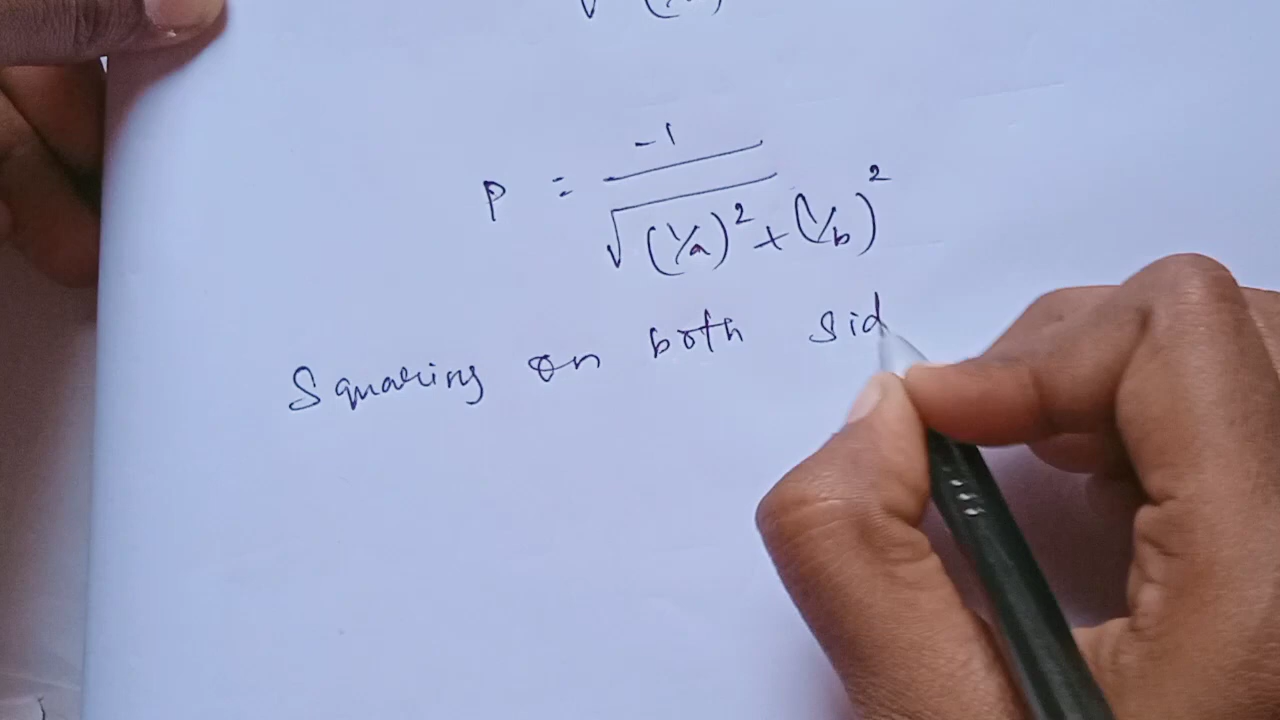 p = -1 / √(1/a)² + (1/b)²
Squaring on both sid